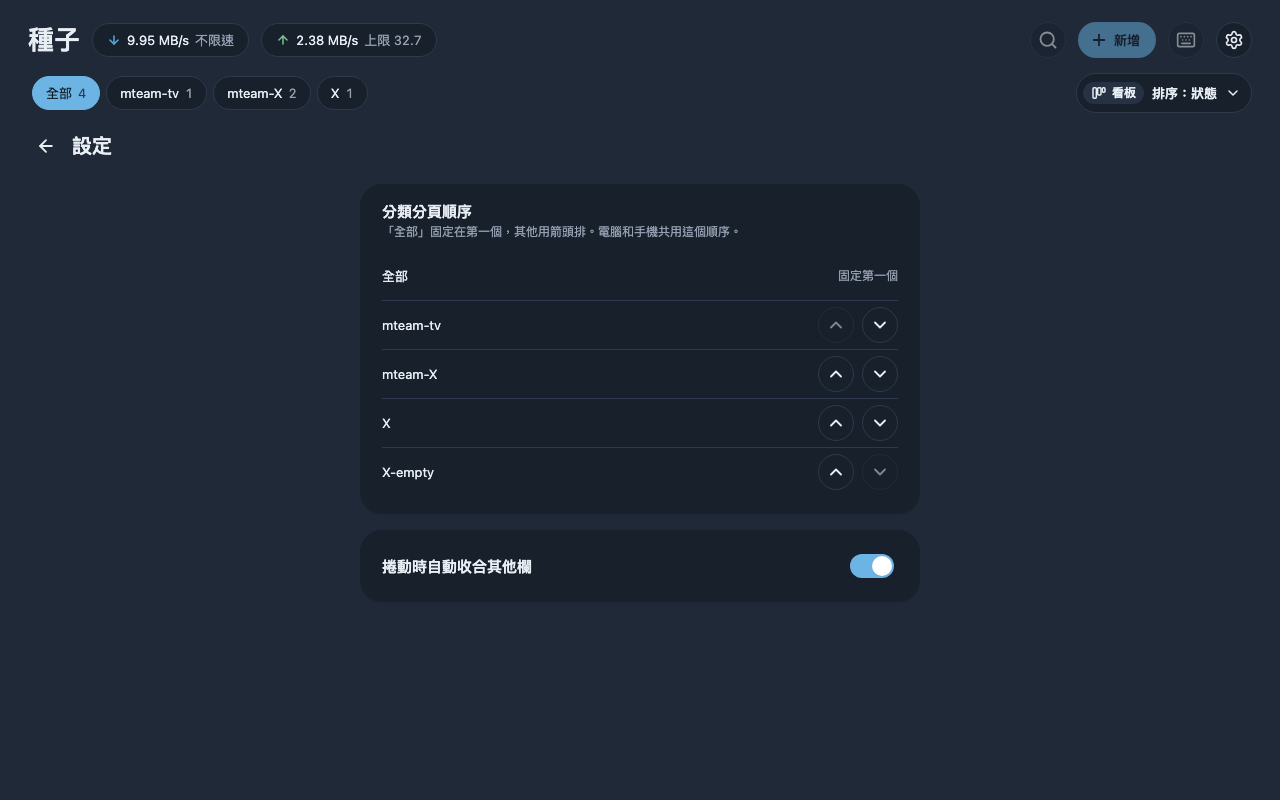 種子 9.95 MB/s 不限速 2.38 MB/s 上限 32.7 新增
全部 4 mteam-tv 1 mteam-X 2 X 1 看板 排序：狀態
設定
分類分頁順序
「全部」固定在第一個，其他用箭頭排。電腦和手機共用這個順序。
全部 固定第一個
mteam-tv
mteam-X
X
X-empty
捲動時自動收合其他欄